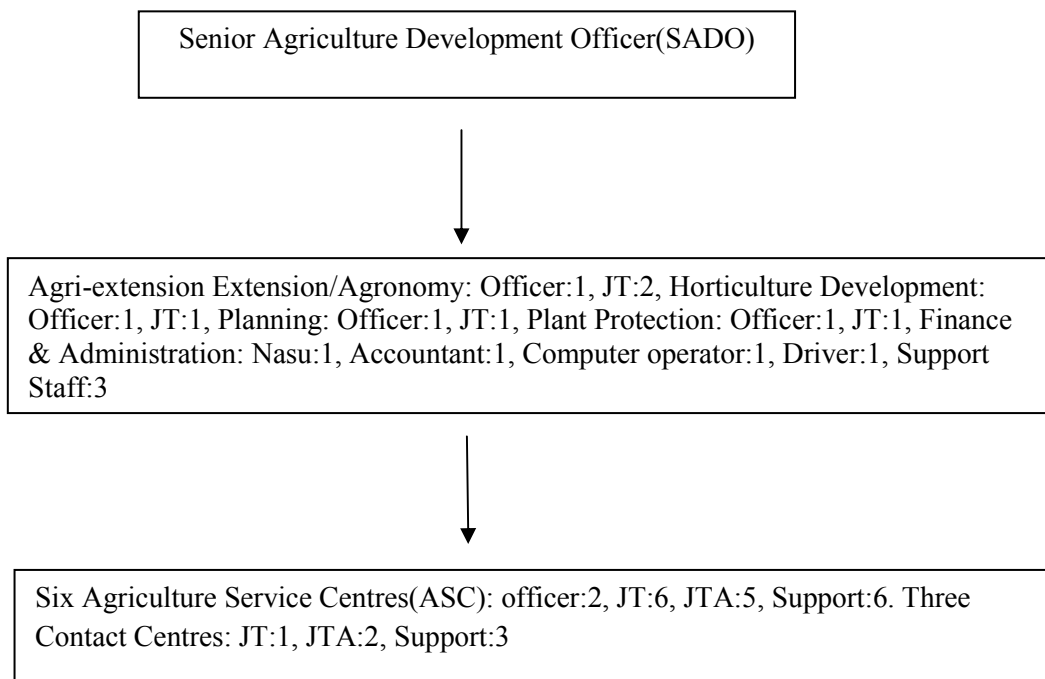 Senior Agriculture Development Officer(SADO)
Agri-extension Extension/Agronomy: Officer:1, JT:2, Horticulture Development:
Officer:1, JT:1, Planning: Officer:1, JT:1, Plant Protection: Officer:1, JT:1, Finance
& Administration: Nasu:1, Accountant:1, Computer operator:1, Driver:1, Support
Staff:3
Six Agriculture Service Centres(ASC): officer:2, JT:6, JTA:5, Support:6. Three
Contact Centres: JT:1, JTA:2, Support:3